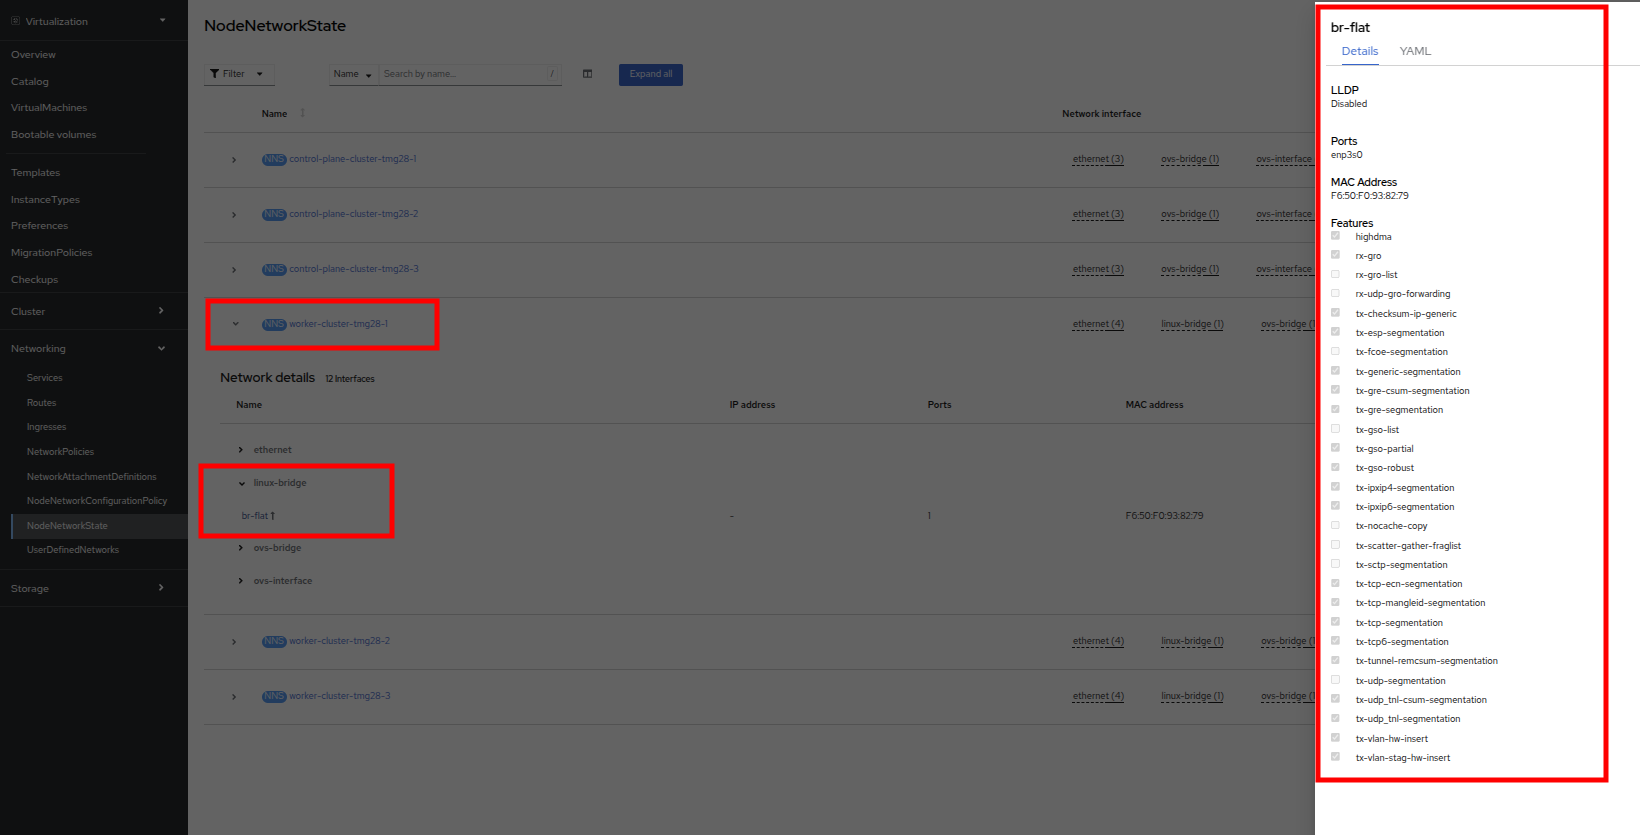 Virtualization
Overview
Catalog
VirtualMachines
Bootable volumes
Templates
InstanceTypes
Preferences
MigrationPolicies
Checkups
Cluster
Networking
Services
Routes
Ingresses
NetworkPolicies
NetworkAttachmentDefinitions
NodeNetworkConfigurationPolicy
NodeNetworkState
UserDefinedNetworks
Storage
NodeNetworkState
Filter Name Search by name... / Expand all
Name Network interface
NNS control-plane-cluster-tmg28-1 ethernet (3) ovs-bridge (1) ovs-interface
NNS control-plane-cluster-tmg28-2 ethernet (3) ovs-bridge (1) ovs-interface
NNS control-plane-cluster-tmg28-3 ethernet (3) ovs-bridge (1) ovs-interface
NNS worker-cluster-tmg28-1 ethernet (4) linux-bridge (1) ovs-bridge (1
Network details 12 Interfaces
Name IP address Ports MAC address
ethernet
linux-bridge
br-flat - 1 F6:50:F0:93:82:79
ovs-bridge
ovs-interface
NNS worker-cluster-tmg28-2 ethernet (4) linux-bridge (1) ovs-bridge (1
NNS worker-cluster-tmg28-3 ethernet (4) linux-bridge (1) ovs-bridge (1
br-flat
Details YAML
LLDP
Disabled
Ports
enp3s0
MAC Address
F6:50:F0:93:82:79
Features
highdma
rx-gro
rx-gro-list
rx-udp-gro-forwarding
tx-checksum-ip-generic
tx-esp-segmentation
tx-fcoe-segmentation
tx-generic-segmentation
tx-gre-csum-segmentation
tx-gre-segmentation
tx-gso-list
tx-gso-partial
tx-gso-robust
tx-ipxip4-segmentation
tx-ipxip6-segmentation
tx-nocache-copy
tx-scatter-gather-fraglist
tx-sctp-segmentation
tx-tcp-ecn-segmentation
tx-tcp-mangleid-segmentation
tx-tcp-segmentation
tx-tcp6-segmentation
tx-tunnel-remcsum-segmentation
tx-udp-segmentation
tx-udp_tnl-csum-segmentation
tx-udp_tnl-segmentation
tx-vlan-hw-insert
tx-vlan-stag-hw-insert